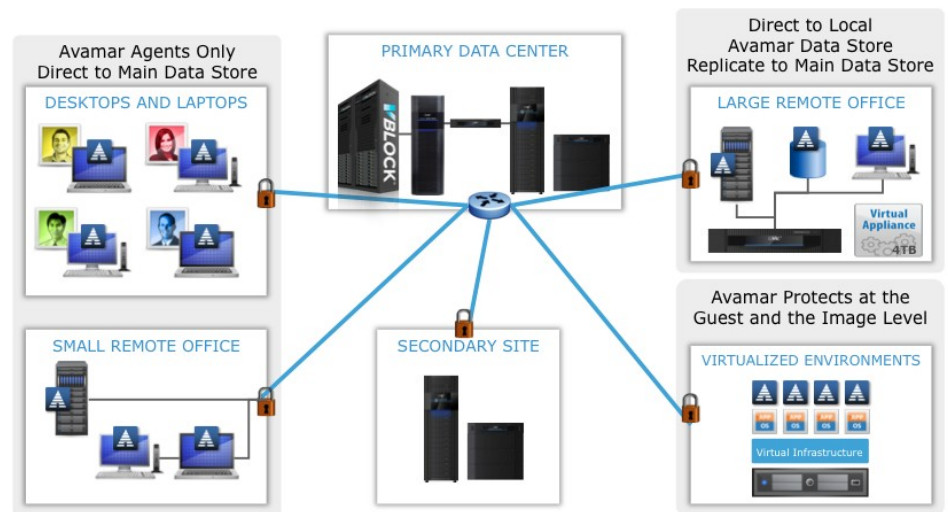 Avamar Agents Only
Direct to Main Data Store
DESKTOPS AND LAPTOPS
SMALL REMOTE OFFICE
PRIMARY DATA CENTER
VBLOCK
SECONDARY SITE
Direct to Local
Avamar Data Store
Replicate to Main Data Store
LARGE REMOTE OFFICE
Virtual
Appliance
4TB
Avamar Protects at the
Guest and the Image Level
VIRTUALIZED ENVIRONMENTS
APP APP APP APP
OS OS OS OS
Virtual Infrastructure